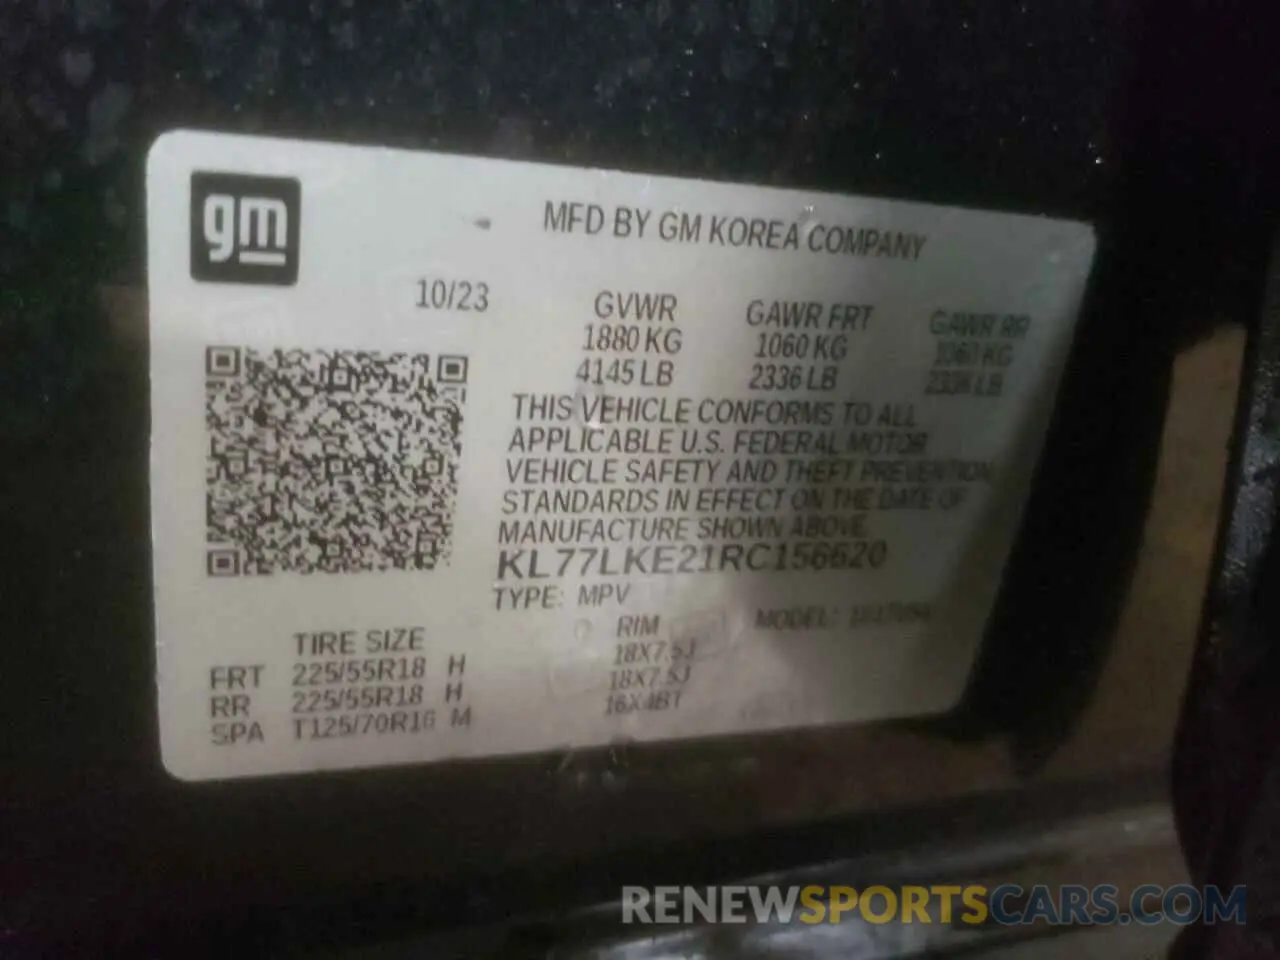 gm
MFD BY GM KOREA COMPANY
10/23
GVWR GAWR FRT GAWR RR
1880 KG 1060 KG 1060 KG
4145 LB 2336 LB 2336 LB
THIS VEHICLE CONFORMS TO ALL
APPLICABLE U.S. FEDERAL MOTOR
VEHICLE SAFETY AND THEFT PREVENTION
STANDARDS IN EFFECT ON THE DATE OF
MANUFACTURE SHOWN ABOVE.
KL77LKE21RC156620
TYPE: MPV MODEL:
TIRE SIZE RIM
FRT 225/55R18 H 18X7.5J
RR 225/55R18 H 18X7.5J
SPA T125/70R16 M 16X4BT
RENEWSPORTSCARS.COM